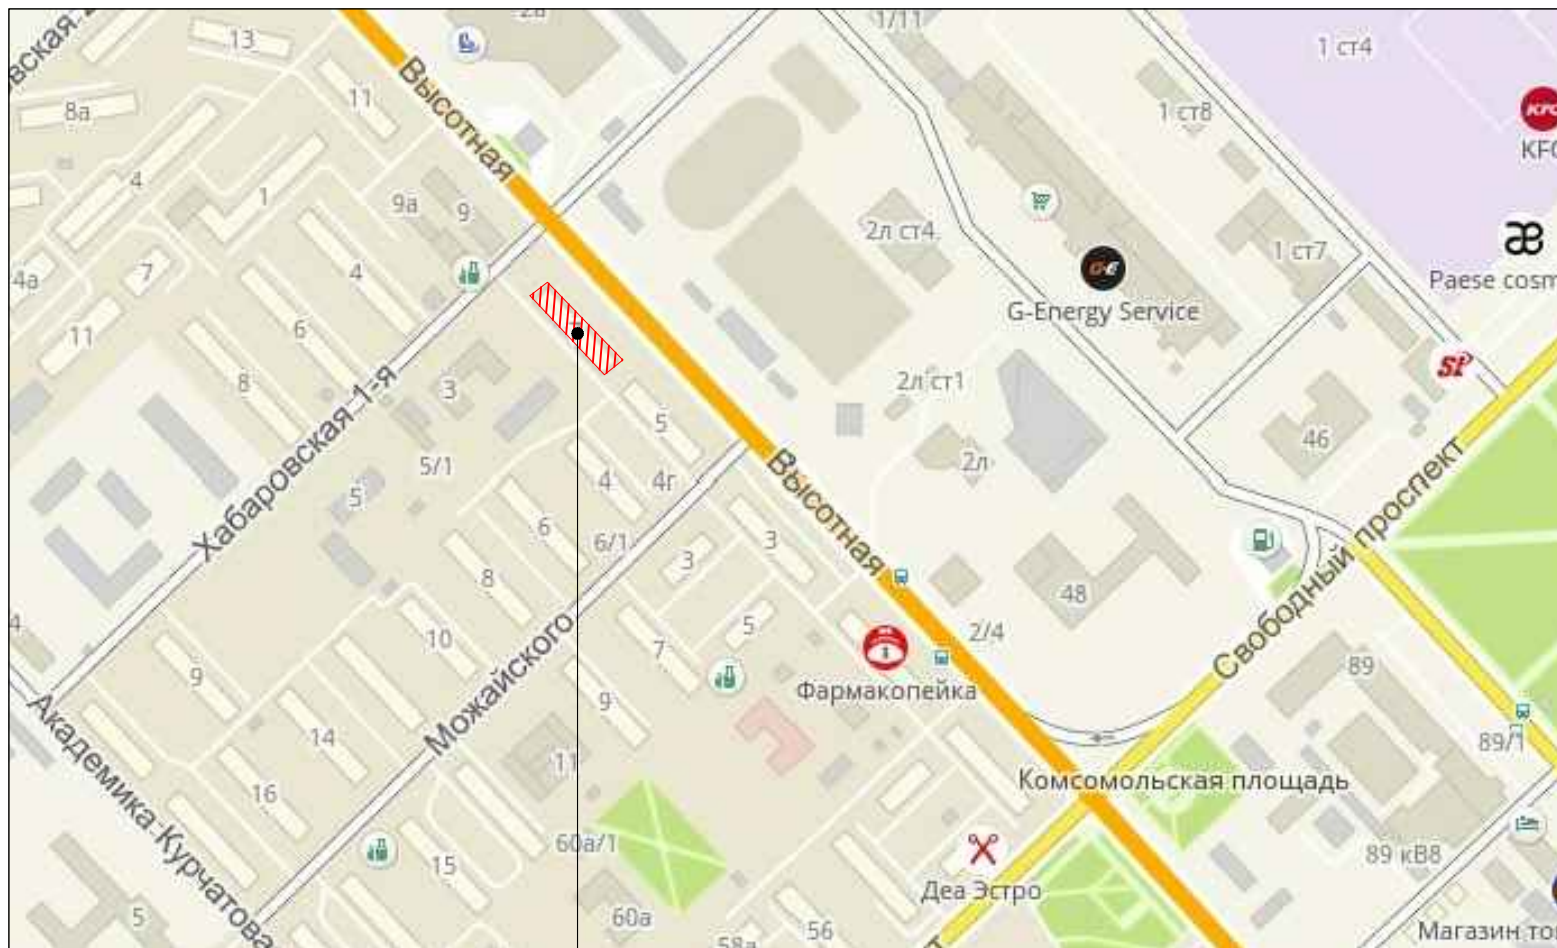 13
2а
1/11
1 ст4
Высотная
8а
11
1 ст8
KFC
4
1
9а
9
2л ст4
1 ст7
4а
7
4
G-E
Paese cosm
11
6
G-Energy Service
8
3
2л ст1
Si
Хабаровская 1-я
5
46
5/1
4
4г
2л
Высотная
5
6
6/1
3
3
8
Свободный проспект
48
10
5
2/4
7
9
89
Фармакопейка
9
Академика Курчатова
Можайского
14
11
89/1
Комсомольская площадь
16
60а/1
15
89 кВ8
Деа Эстро
5
60а
56
58а
Магазин то